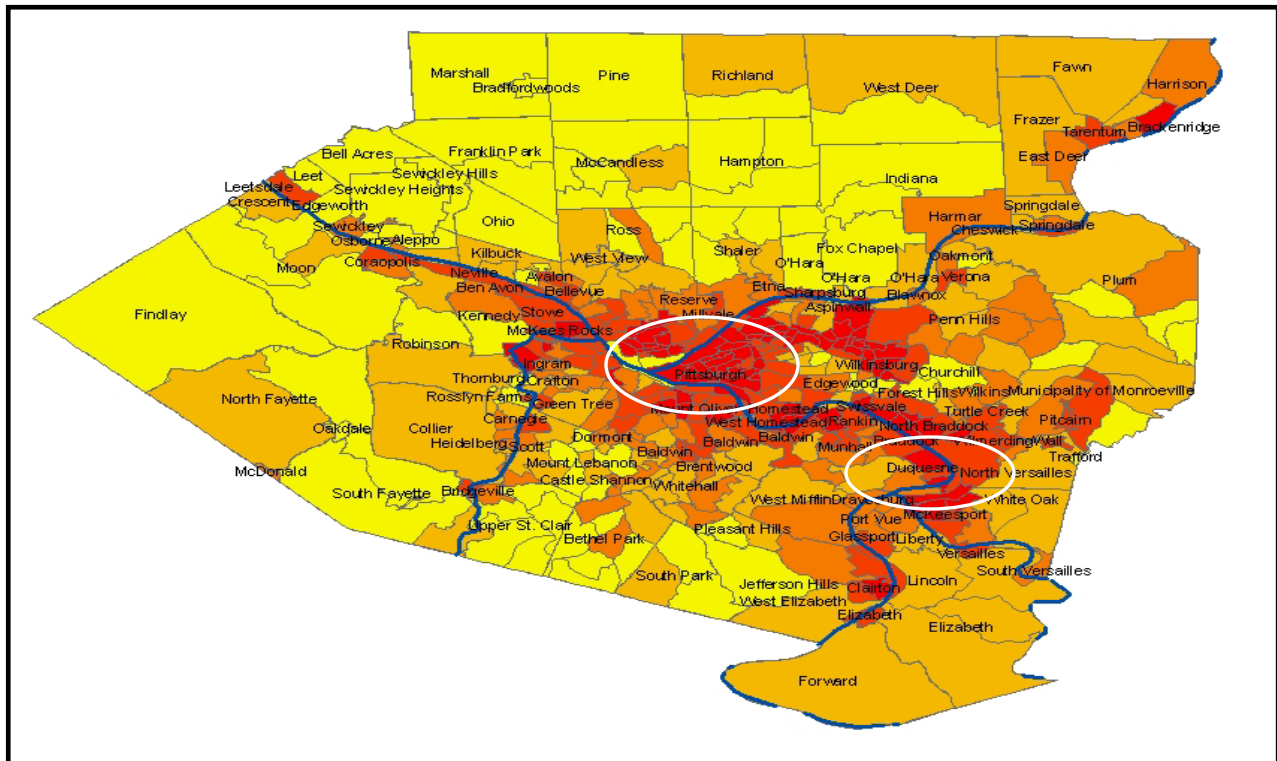 Fawn
Marshall
Pine
Richland
Harrison
Bradfordwoods
West Deer
Frazer
Brackenridge
Tarentum
Bell Acres
Franklin Park
McCandless
Hampton
East Deer
Leet
Sewickley Hills
Indiana
Leetsdale
Sewickley Heights
Crescent
Edgeworth
Springdale
Ohio
Harmar
Sewickley
Ross
Cheswick
Springdale
Osborne
Aleppo
Fox Chapel
Kilbuck
West View
Shaler
Oakmont
Moon
Coraopolis
O'Hara
Neville
Avalon
O'Hara
O'Hara
Verona
Plum
Ben Avon
Bellevue
Etna
Sharpsburg
Blawnox
Reserve
Aspinwall
Findlay
Kennedy
Stowe
Millvale
Penn Hills
McKees Rocks
Robinson
Ingram
Wilkinsburg
Thornburg
Crafton
Pittsburgh
Churchill
Edgewood
North Fayette
Rosslyn Farms
Green Tree
Forest Hills
Wilkins
Municipality of Monroeville
Carnegie
Mount Oliver
Homestead
Swissvale
Turtle Creek
Pitcairn
Oakdale
Collier
West Homestead
Rankin
North Braddock
Heidelberg
Scott
Dormont
Baldwin
Baldwin
Munhall
Braddock
Wilmerding
Wall
Baldwin
Trafford
McDonald
Mount Lebanon
Brentwood
Duquesne
North Versailles
Castle Shannon
Whitehall
South Fayette
Bridgeville
West Mifflin
Dravosburg
White Oak
Upper St. Clair
Port Vue
McKeesport
Bethel Park
Pleasant Hills
Glassport
Liberty
Versailles
South Park
South Versailles
Jefferson Hills
Clairton
Lincoln
West Elizabeth
Elizabeth
Elizabeth
Forward